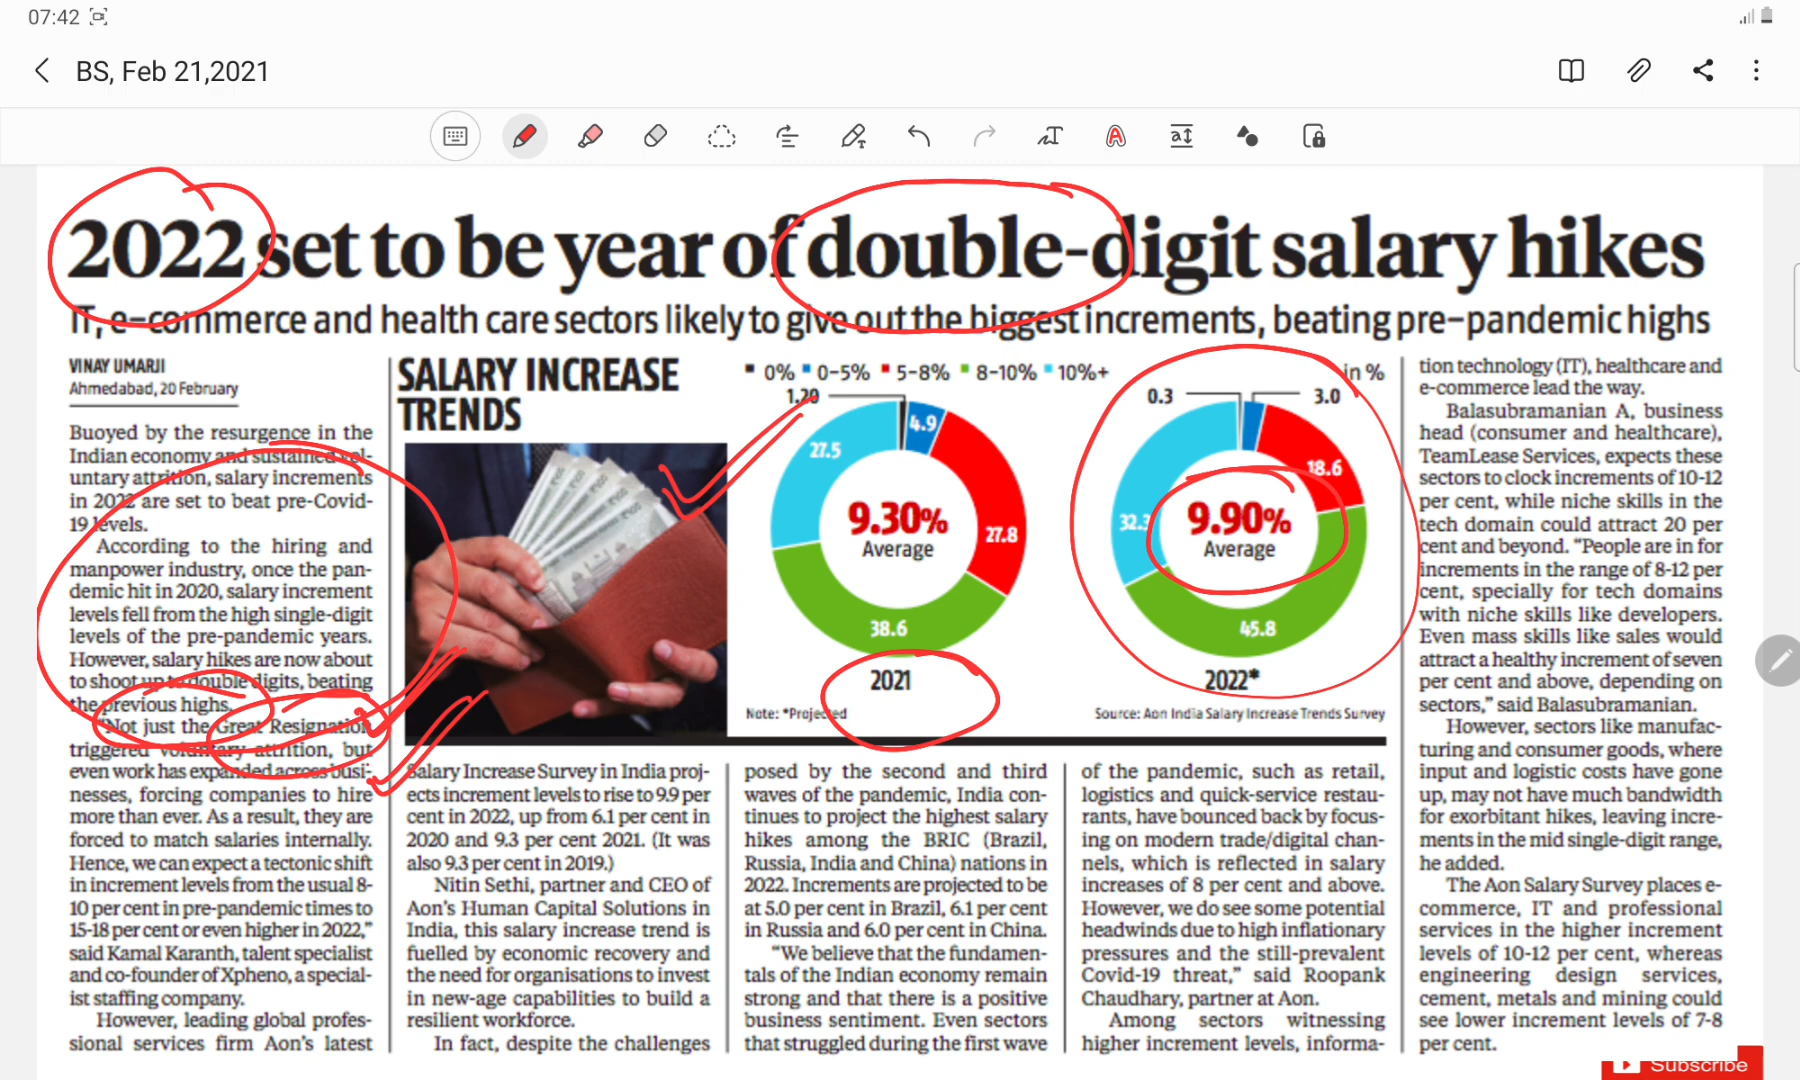 07:42
BS, Feb 21,2021
2022 set to be year of double-digit salary hikes
IT, e-commerce and health care sectors likely to give out the biggest increments, beating pre-pandemic highs
VINAY UMARJI
Ahmedabad, 20 February
Buoyed by the resurgence in the
Indian economy and sustained vol-
untary attrition, salary increments
in 2022 are set to beat pre-Covid-
19 levels.
According to the hiring and
manpower industry, once the pan-
demic hit in 2020, salary increment
levels fell from the high single-digit
levels of the pre-pandemic years.
However, salary hikes are now about
to shoot up to double digits, beating
the previous highs.
"Not just the Great Resignation
triggered voluntary attrition, but
even work has expanded across busi-
nesses, forcing companies to hire
more than ever. As a result, they are
forced to match salaries internally.
Hence, we can expect a tectonic shift
in increment levels from the usual 8-
10 per cent in pre-pandemic times to
15-18 per cent or even higher in 2022,"
said Kamal Karanth, talent specialist
and co-founder of Xpheno, a special-
ist staffing company.
However, leading global profes-
sional services firm Aon's latest
SALARY INCREASE
TRENDS
0% 0-5% 5-8% 8-10% 10%+
in %
1.20
4.9
27.5
9.30%
Average
27.8
38.6
2021
0.3
3.0
18.6
32.3
9.90%
Average
45.8
2022*
Note: *Projected
Source: Aon India Salary Increase Trends Survey
Salary Increase Survey in India proj-
ects increment levels to rise to 9.9 per
cent in 2022, up from 6.1 per cent in
2020 and 9.3 per cent 2021. (It was
also 9.3 per cent in 2019.)
Nitin Sethi, partner and CEO of
Aon's Human Capital Solutions in
India, this salary increase trend is
fuelled by economic recovery and
the need for organisations to invest
in new-age capabilities to build a
resilient workforce.
In fact, despite the challenges
posed by the second and third
waves of the pandemic, India con-
tinues to project the highest salary
hikes among the BRIC (Brazil,
Russia, India and China) nations in
2022. Increments are projected to be
at 5.0 per cent in Brazil, 6.1 per cent
in Russia and 6.0 per cent in China.
"We believe that the fundamen-
tals of the Indian economy remain
strong and that there is a positive
business sentiment. Even sectors
that struggled during the first wave
of the pandemic, such as retail,
logistics and quick-service restau-
rants, have bounced back by focus-
ing on modern trade/digital chan-
nels, which is reflected in salary
increases of 8 per cent and above.
However, we do see some potential
headwinds due to high inflationary
pressures and the still-prevalent
Covid-19 threat," said Roopank
Chaudhary, partner at Aon.
Among sectors witnessing
higher increment levels, informa-
tion technology (IT), healthcare and
e-commerce lead the way.
Balasubramanian A, business
head (consumer and healthcare),
TeamLease Services, expects these
sectors to clock increments of 10-12
per cent, while niche skills in the
tech domain could attract 20 per
cent and beyond. "People are in for
increments in the range of 8-12 per
cent, specially for tech domains
with niche skills like developers.
Even mass skills like sales would
attract a healthy increment of seven
per cent and above, depending on
sectors," said Balasubramanian.
However, sectors like manufac-
turing and consumer goods, where
input and logistic costs have gone
up, may not have much bandwidth
for exorbitant hikes, leaving incre-
ments in the mid single-digit range,
he added.
The Aon Salary Survey places e-
commerce, IT and professional
services in the higher increment
levels of 10-12 per cent, whereas
engineering design services,
cement, metals and mining could
see lower increment levels of 7-8
per cent.
Subscribe